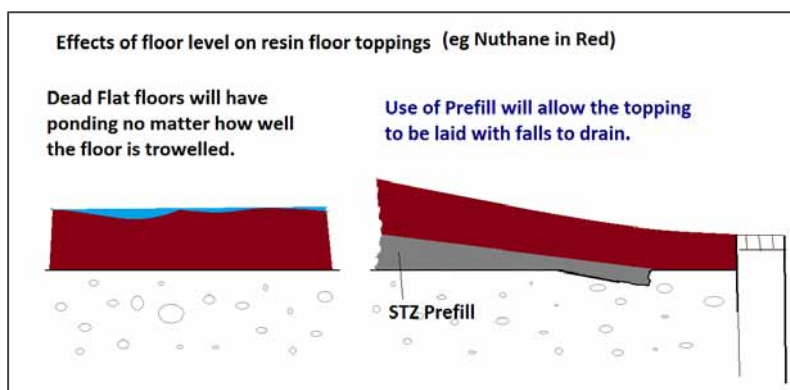 Effects of floor level on resin floor toppings (eg Nuthane in Red)
Dead Flat floors will have
ponding no matter how well
the floor is trowelled.
Use of Prefill will allow the topping
to be laid with falls to drain.
STZ Prefill